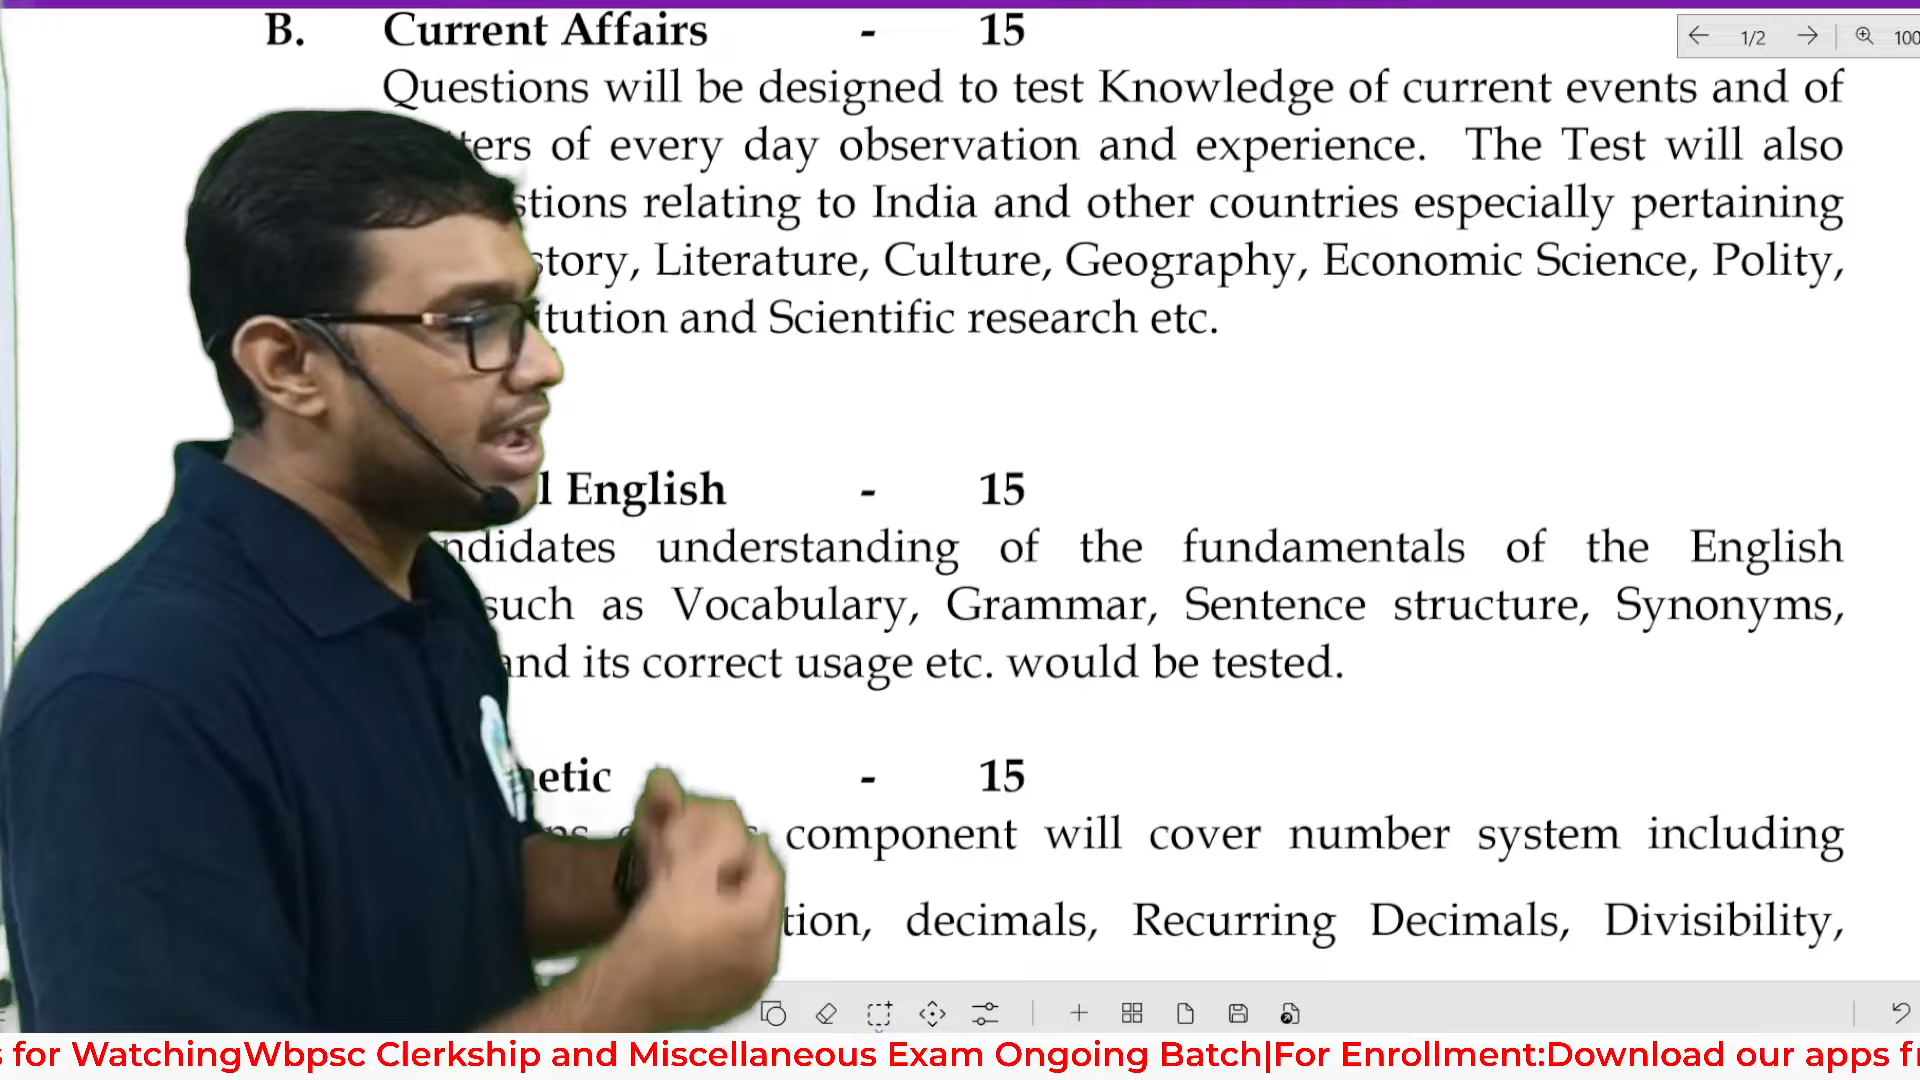 B. Current Affairs - 15
1/2 100
Questions will be designed to test Knowledge of current events and of
ters of every day observation and experience. The Test will also
stions relating to India and other countries especially pertaining
story, Literature, Culture, Geography, Economic Science, Polity,
itution and Scientific research etc.
l English - 15
ndidates understanding of the fundamentals of the English
such as Vocabulary, Grammar, Sentence structure, Synonyms,
and its correct usage etc. would be tested.
etic - 15
component will cover number system including
tion, decimals, Recurring Decimals, Divisibility,
s for WatchingWbpsc Clerkship and Miscellaneous Exam Ongoing Batch|For Enrollment:Download our apps fr